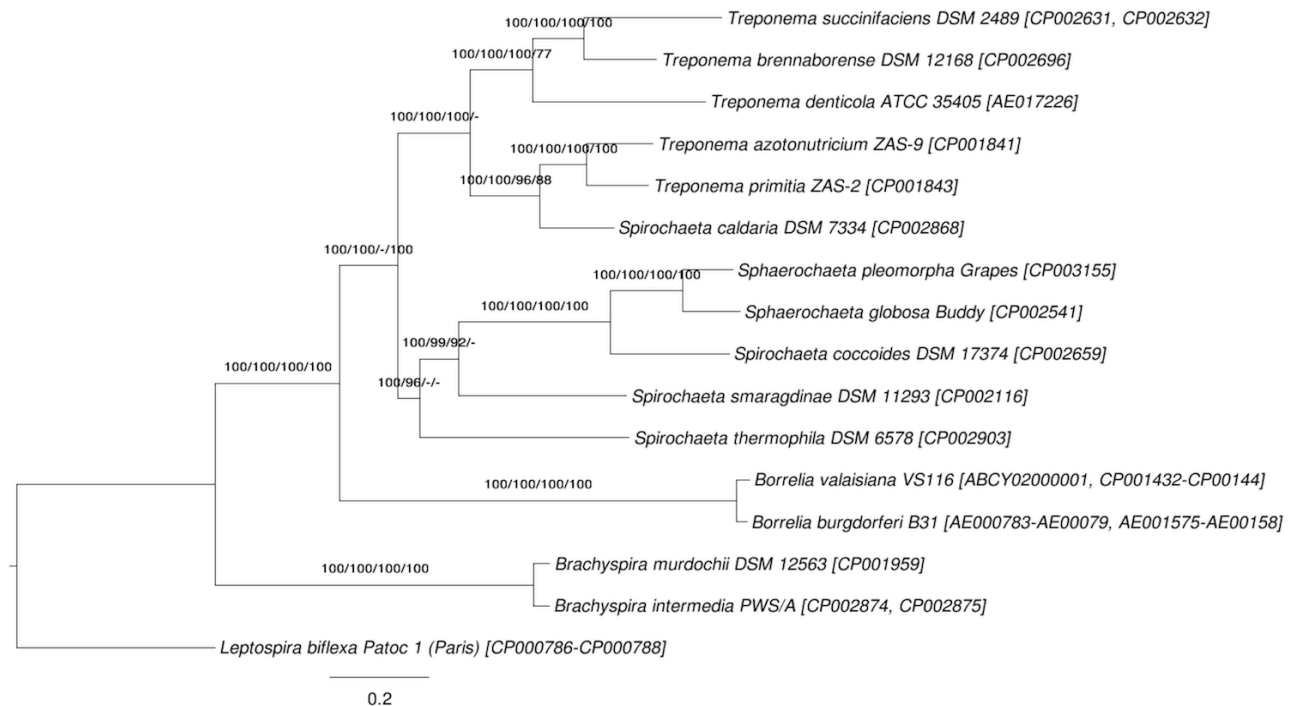 100/100/100/100
Treponema succinifaciens DSM 2489 [CP002631, CP002632]
100/100/100/77
Treponema brennaborense DSM 12168 [CP002696]
Treponema denticola ATCC 35405 [AE017226]
100/100/100/-
100/100/100/100
Treponema azotonutricium ZAS-9 [CP001841]
100/100/96/88
Treponema primitia ZAS-2 [CP001843]
Spirochaeta caldaria DSM 7334 [CP002868]
100/100/-/100
100/100/100/100
Sphaerochaeta pleomorpha Grapes [CP003155]
100/100/100/100
Sphaerochaeta globosa Buddy [CP002541]
100/99/92/-
Spirochaeta coccoides DSM 17374 [CP002659]
100/100/100/100
100/96/-/-
Spirochaeta smaragdinae DSM 11293 [CP002116]
Spirochaeta thermophila DSM 6578 [CP002903]
100/100/100/100
Borrelia valaisiana VS116 [ABCY02000001, CP001432-CP00144]
Borrelia burgdorferi B31 [AE000783-AE00079, AE001575-AE00158]
100/100/100/100
Brachyspira murdochii DSM 12563 [CP001959]
Brachyspira intermedia PWS/A [CP002874, CP002875]
Leptospira biflexa Patoc 1 (Paris) [CP000786-CP000788]
0.2